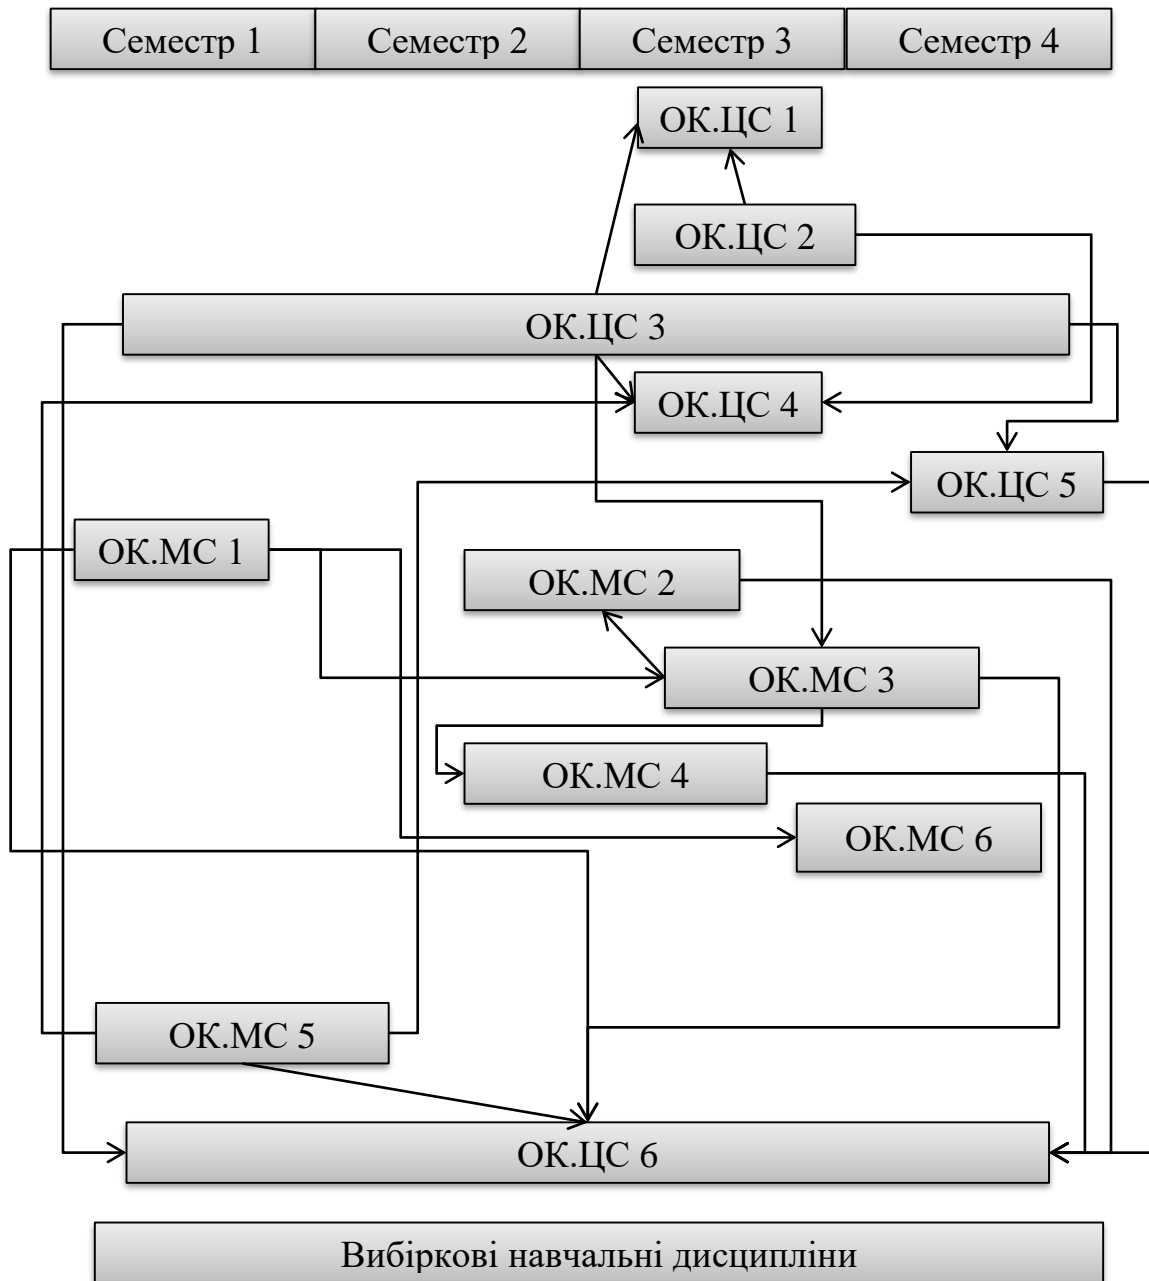 Семестр 1 Семестр 2 Семестр 3 Семестр 4
ОК.ЦС 1
ОК.ЦС 2
ОК.ЦС 3
ОК.ЦС 4
ОК.ЦС 5
ОК.МС 1
ОК.МС 2
ОК.МС 3
ОК.МС 4
ОК.МС 6
ОК.МС 5
ОК.ЦС 6
Вибіркові навчальні дисципліни